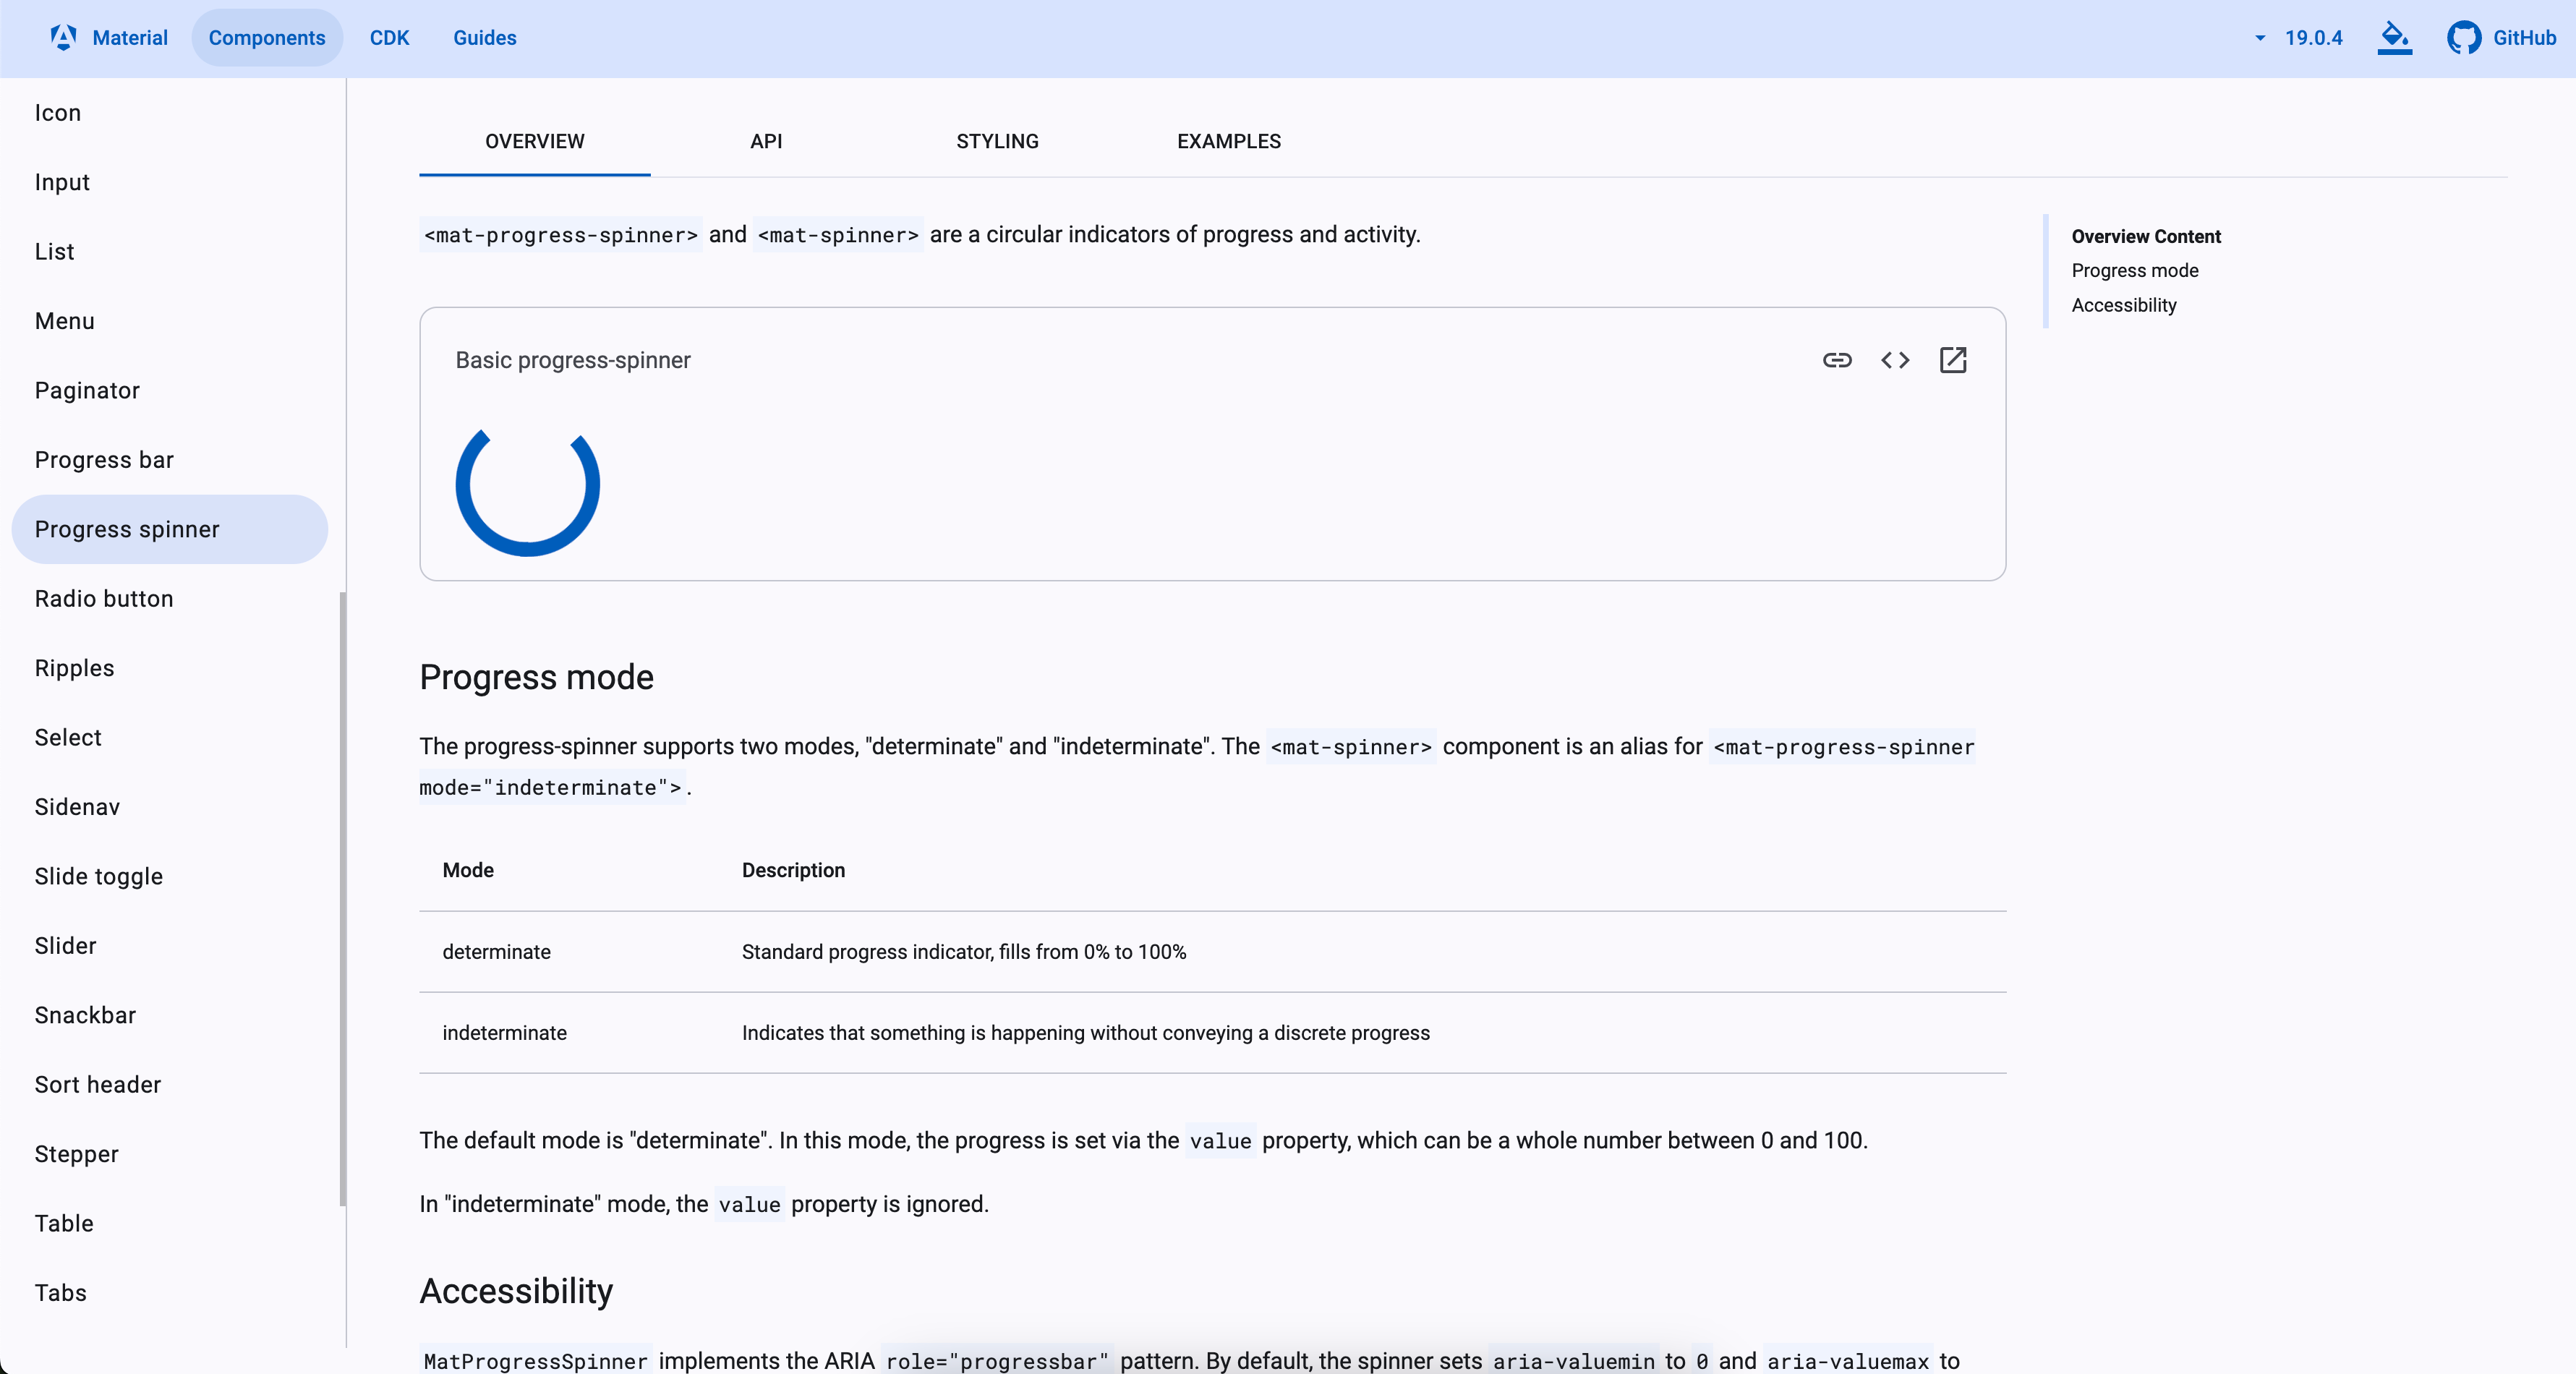 Material Components CDK Guides 19.0.4 GitHub
Icon
Input
List
Menu
Paginator
Progress bar
Progress spinner
Radio button
Ripples
Select
Sidenav
Slide toggle
Slider
Snackbar
Sort header
Stepper
Table
Tabs
OVERVIEW API STYLING EXAMPLES
<mat-progress-spinner> and <mat-spinner> are a circular indicators of progress and activity.
Basic progress-spinner
Progress mode
The progress-spinner supports two modes, "determinate" and "indeterminate". The <mat-spinner> component is an alias for <mat-progress-spinner
mode="indeterminate">.
Mode Description
determinate Standard progress indicator, fills from 0% to 100%
indeterminate Indicates that something is happening without conveying a discrete progress
The default mode is "determinate". In this mode, the progress is set via the value property, which can be a whole number between 0 and 100.
In "indeterminate" mode, the value property is ignored.
Accessibility
MatProgressSpinner implements the ARIA role="progressbar" pattern. By default, the spinner sets aria-valuemin to 0 and aria-valuemax to
Overview Content
Progress mode
Accessibility